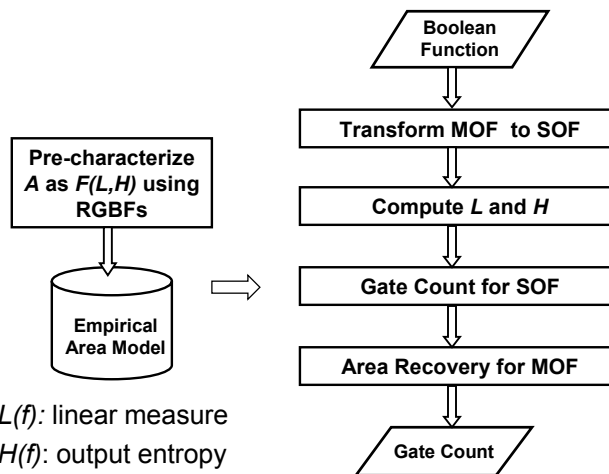 Boolean
Function
Transform MOF to SOF
Pre-characterize
A as F(L,H) using
RGBFs
Compute L and H
Gate Count for SOF
Empirical
Area Model
Area Recovery for MOF
L(f): linear measure
H(f): output entropy
Gate Count